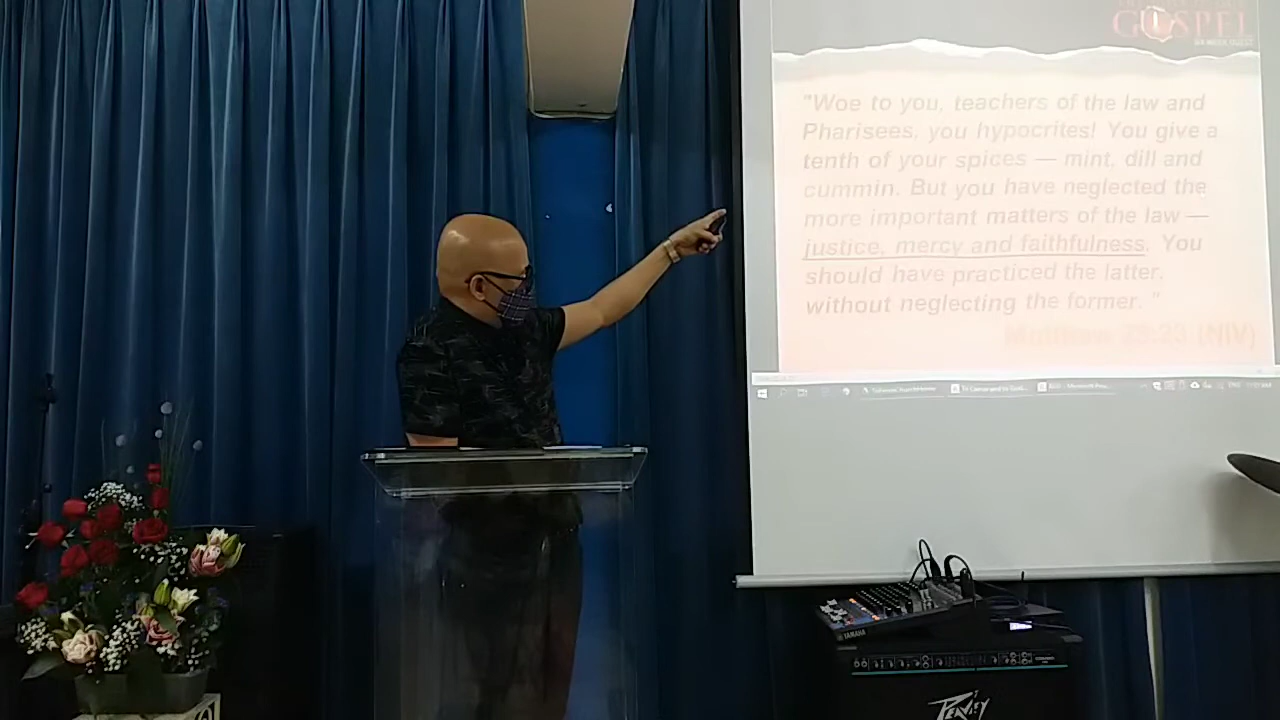 GOSPEL
"Woe to you, teachers of the law and
Pharisees, you hypocrites! You give a
tenth of your spices — mint, dill and
cummin. But you have neglected the
more important matters of the law —
justice, mercy and faithfulness. You
should have practiced the latter,
without neglecting the former. "
Matthew 23:23 (NIV)
YAMAHA
PEAVEY